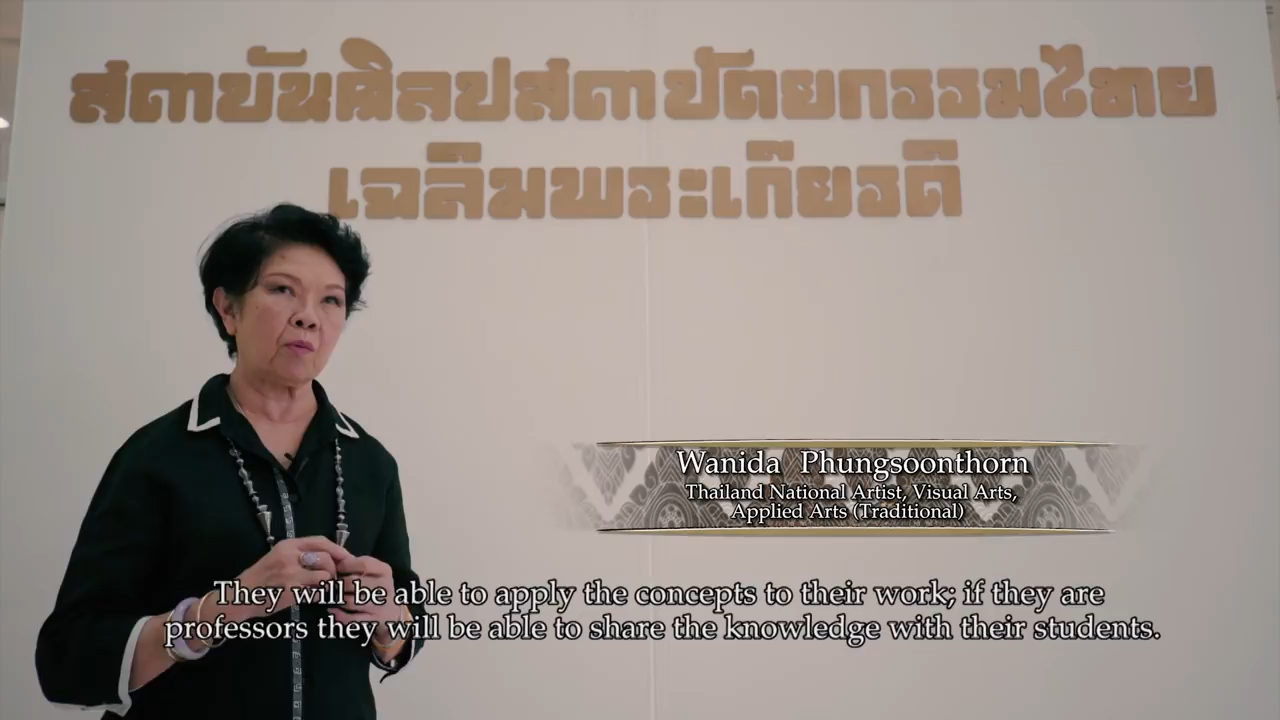 สถาบันศิลปสถาปัตยกรรมไทย
เฉลิมพระเกียรติ
Wanida Phungsoonthorn
Thailand National Artist, Visual Arts,
Applied Arts (Traditional)
They will be able to apply the concepts to their work; if they are
professors they will be able to share the knowledge with their students.